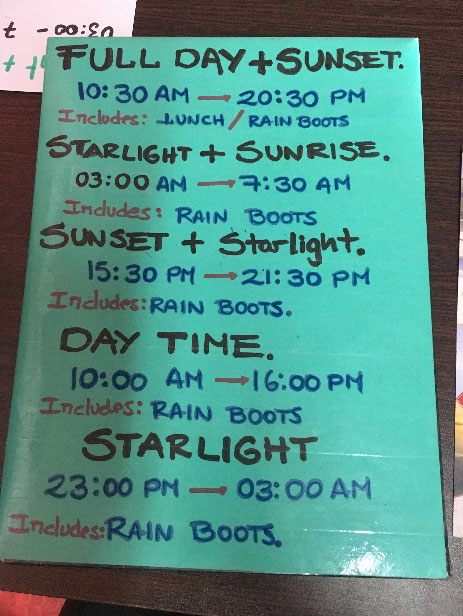 FULL DAY + SUNSET.
10:30 AM → 20:30 PM
Includes: LUNCH / RAIN BOOTS
STARLIGHT + SUNRISE.
03:00 AM → 7:30 AM
Includes: RAIN BOOTS
SUNSET + Starlight.
15:30 PM → 21:30 PM
Includes: RAIN BOOTS.
DAY TIME.
10:00 AM → 16:00 PM
Includes: RAIN BOOTS
STARLIGHT
23:00 PM → 03:00 AM
Includes: RAIN BOOTS.